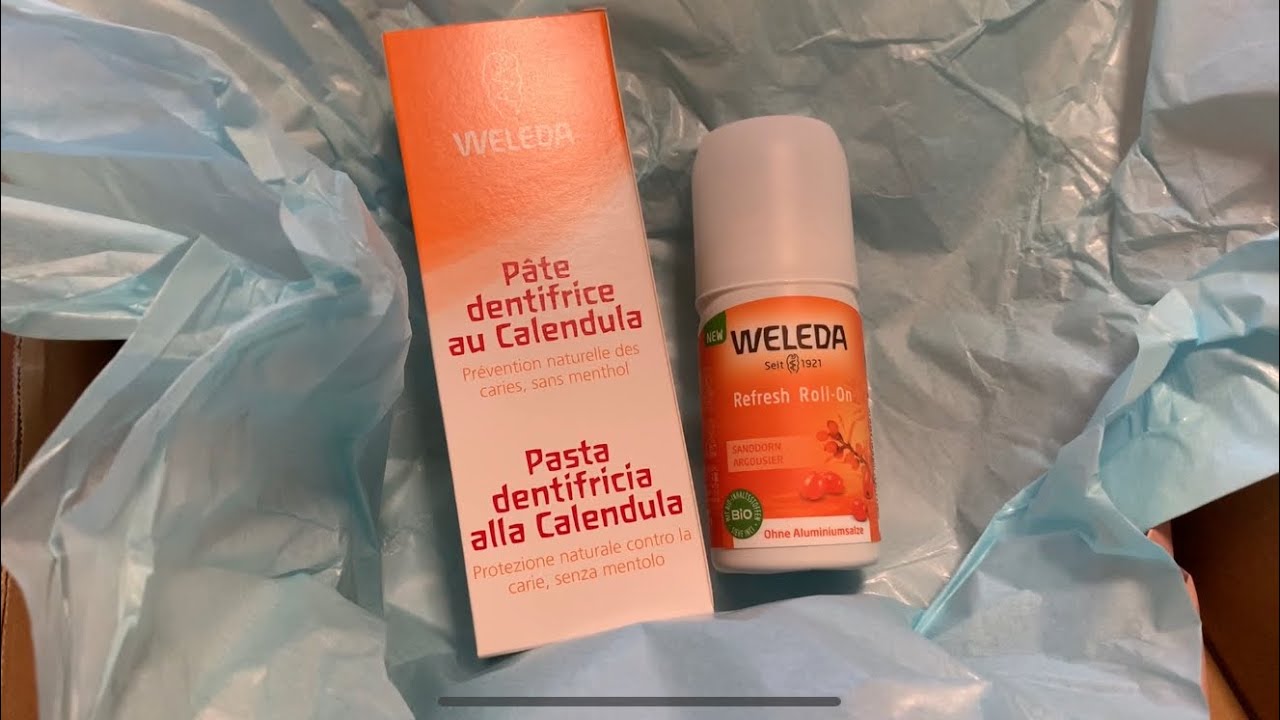 WELEDA
Pâte
dentifrice
au Calendula
Prévention naturelle des
caries, sans menthol
Pasta
dentifricia
alla Calendula
Protezione naturale contro la
carie, senza mentolo
NEW
WELEDA
Seit 1921
Refresh Roll-On
SANDDORN
ARGOUSIER
BIO
Ohne Aluminiumsalze